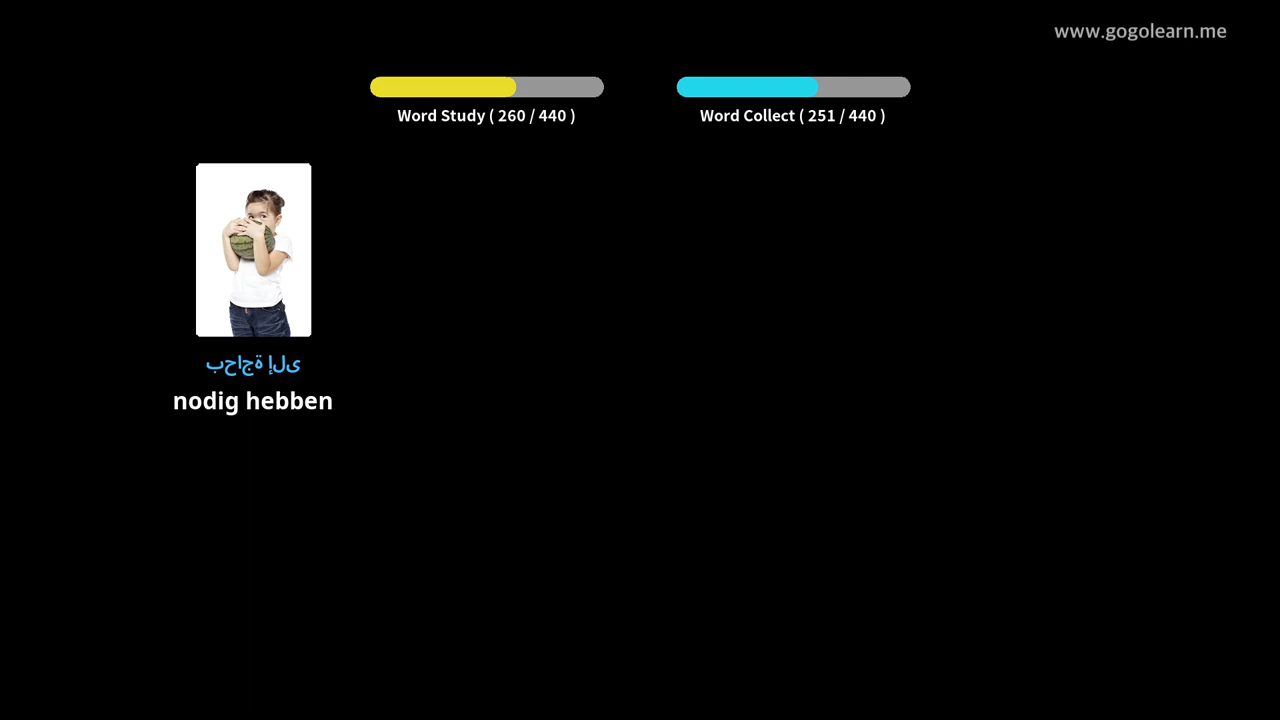 www.gogolearn.me
Word Study ( 260 / 440 )
Word Collect ( 251 / 440 )
بحاجة إلى
nodig hebben